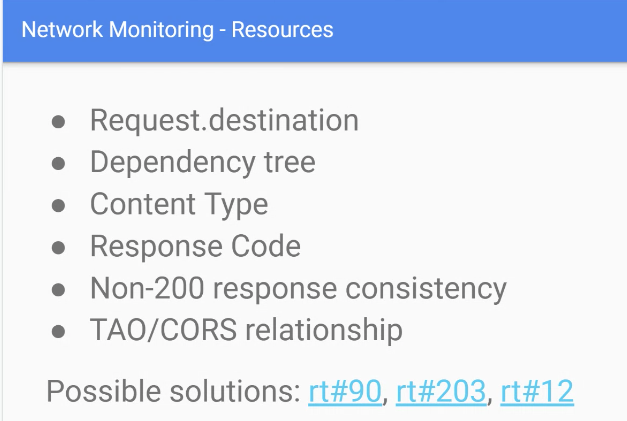 Network Monitoring - Resources
● Request.destination
● Dependency tree
● Content Type
● Response Code
● Non-200 response consistency
● TAO/CORS relationship
Possible solutions: rt#90, rt#203, rt#12